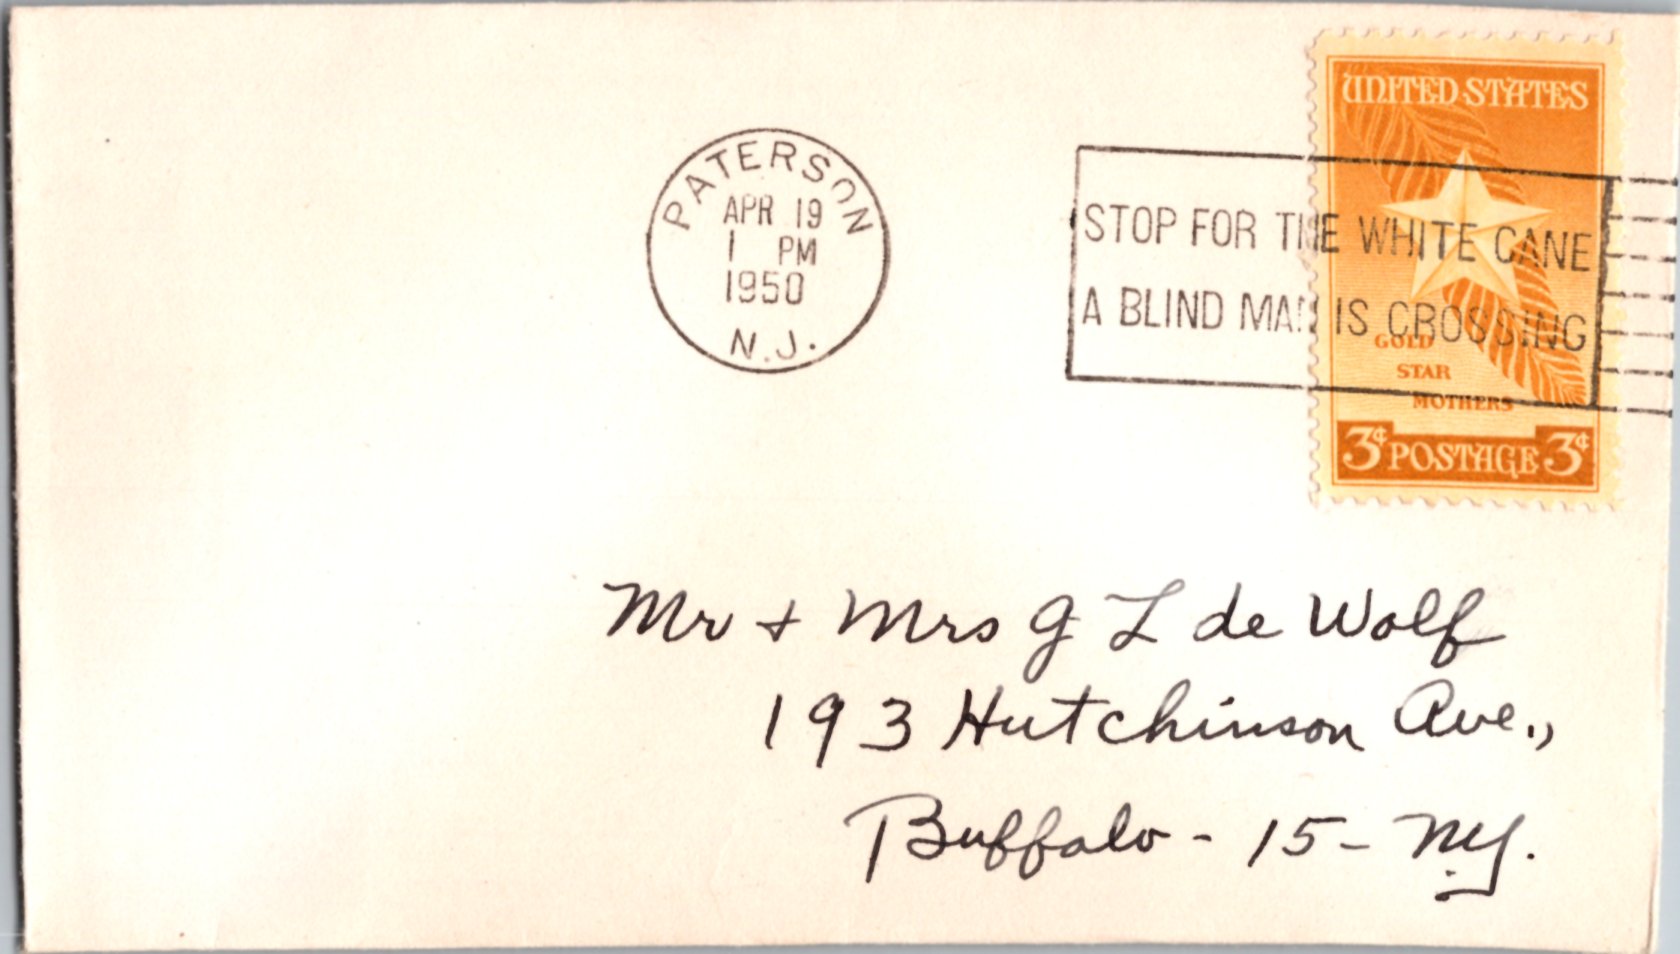 PATERSON
APR 19
1 PM
1950
N.J.
STOP FOR THE WHITE CANE
A BLIND MAN IS CROSSING
UNITED STATES
GOLD
STAR
MOTHERS
3¢ POSTAGE 3¢
Mr + Mrs G L de Wolf
193 Hutchinson Ave.,
Buffalo - 15 - N.Y.